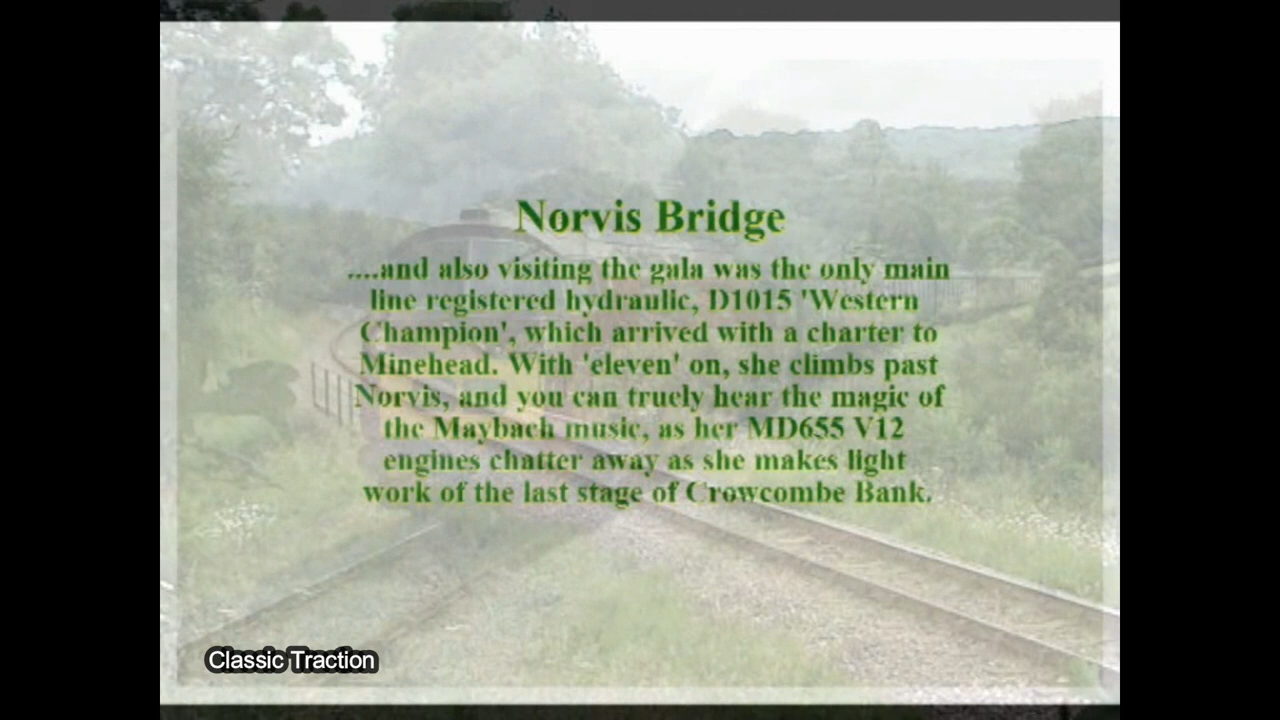 Norvis Bridge
....and also visiting the gala was the only main
line registered hydraulic, D1015 'Western
Champion', which arrived with a charter to
Minehead. With 'eleven' on, she climbs past
Norvis, and you can truely hear the magic of
the Maybach music, as her MD655 V12
engines chatter away as she makes light
work of the last stage of Crowcombe Bank.
Classic Traction